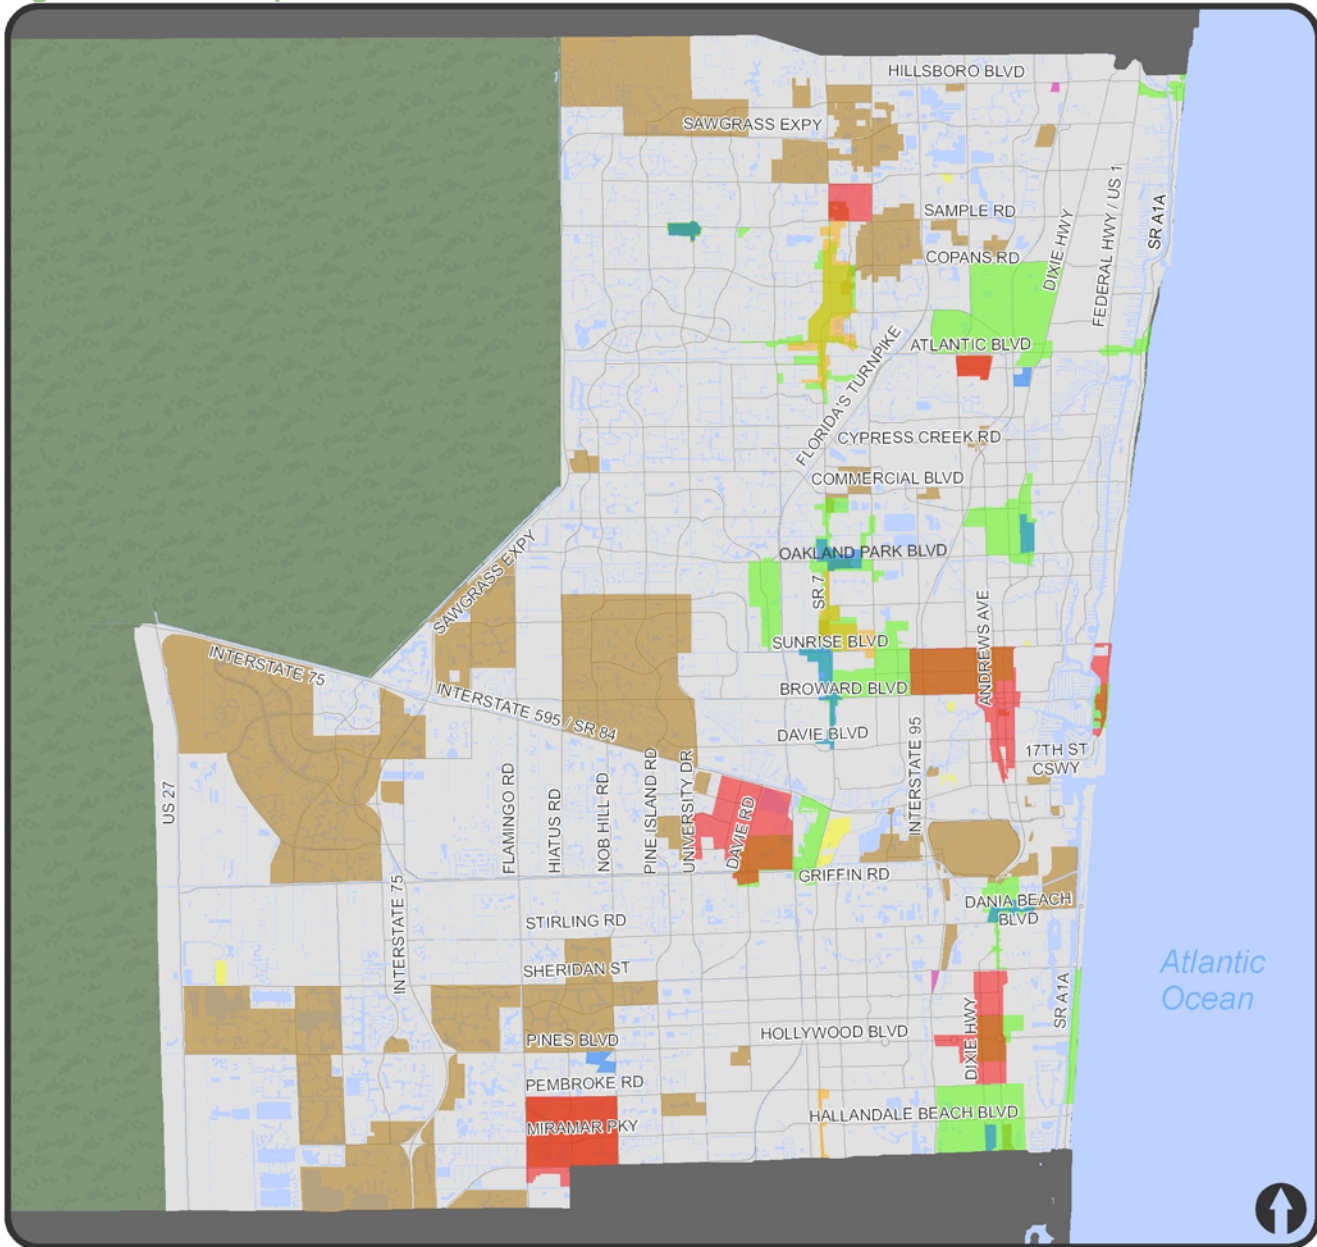 HILLSBORO BLVD
SAWGRASS EXPY
SAMPLE RD
COPANS RD
DIXIE HWY
FEDERAL HWY / US 1
SR A1A
ATLANTIC BLVD
FLORIDA'S TURNPIKE
CYPRESS CREEK RD
COMMERCIAL BLVD
SAWGRASS EXPY
OAKLAND PARK BLVD
SR 7
ANDREWS AVE
SUNRISE BLVD
INTERSTATE 75
BROWARD BLVD
INTERSTATE 595 / SR 84
DAVIE BLVD
17TH ST
CSWY
US 27
FLAMINGO RD
HIATUS RD
NOB HILL RD
PINE ISLAND RD
UNIVERSITY DR
DAVIE RD
INTERSTATE 95
GRIFFIN RD
INTERSTATE 75
STIRLING RD
DANIA BEACH
BLVD
SHERIDAN ST
Atlantic
Ocean
SR A1A
PINES BLVD
HOLLYWOOD BLVD
DIXIE HWY
PEMBROKE RD
HALLANDALE BEACH BLVD
MIRAMAR PKY